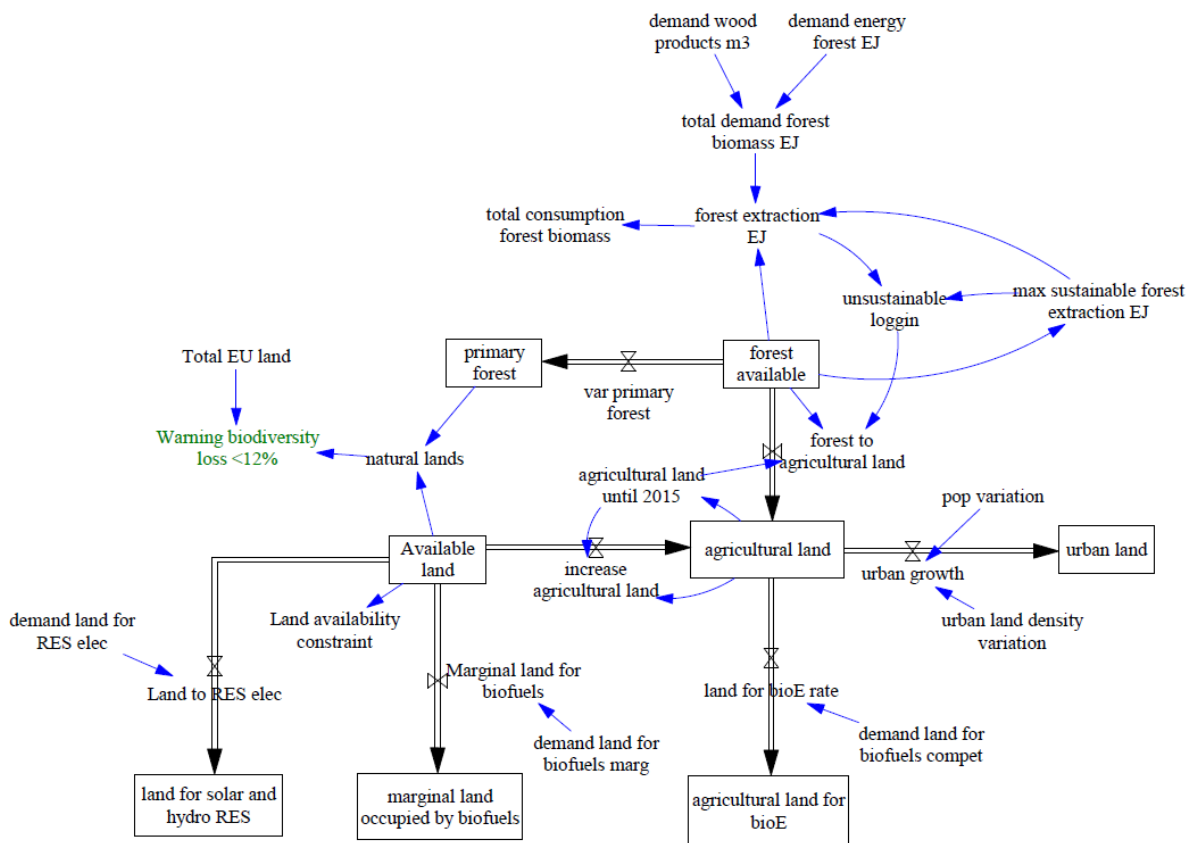 demand wood
products m3
demand energy
forest EJ
total demand forest
biomass EJ
total consumption
forest biomass
forest extraction
EJ
unsustainable
loggin
max sustainable forest
extraction EJ
Total EU land
primary
forest
forest
available
var primary
forest
Warning biodiversity
loss <12%
natural lands
forest to
agricultural land
agricultural land
until 2015
pop variation
Available
land
agricultural land
urban land
increase
agricultural land
urban growth
demand land for
RES elec
Land availability
constraint
urban land density
variation
Land to RES elec
Marginal land for
biofuels
land for bioE rate
demand land for
biofuels marg
demand land for
biofuels compet
land for solar and
hydro RES
marginal land
occupied by biofuels
agricultural land for
bioE